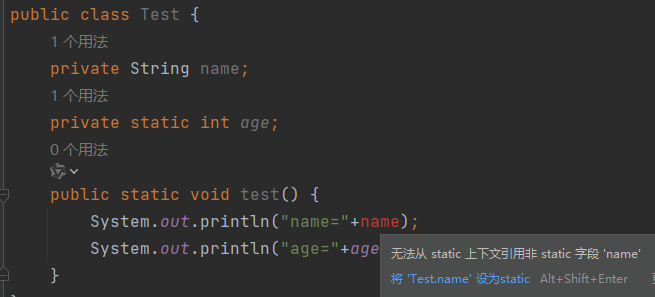 public class Test {
1 个用法
private String name;
1 个用法
private static int age;
0 个用法
public static void test() {
System.out.println("name="+name);
System.out.println("age="+age
无法从 static 上下文引用非 static 字段 'name'
将 'Test.name' 设为static Alt+Shift+Enter
}